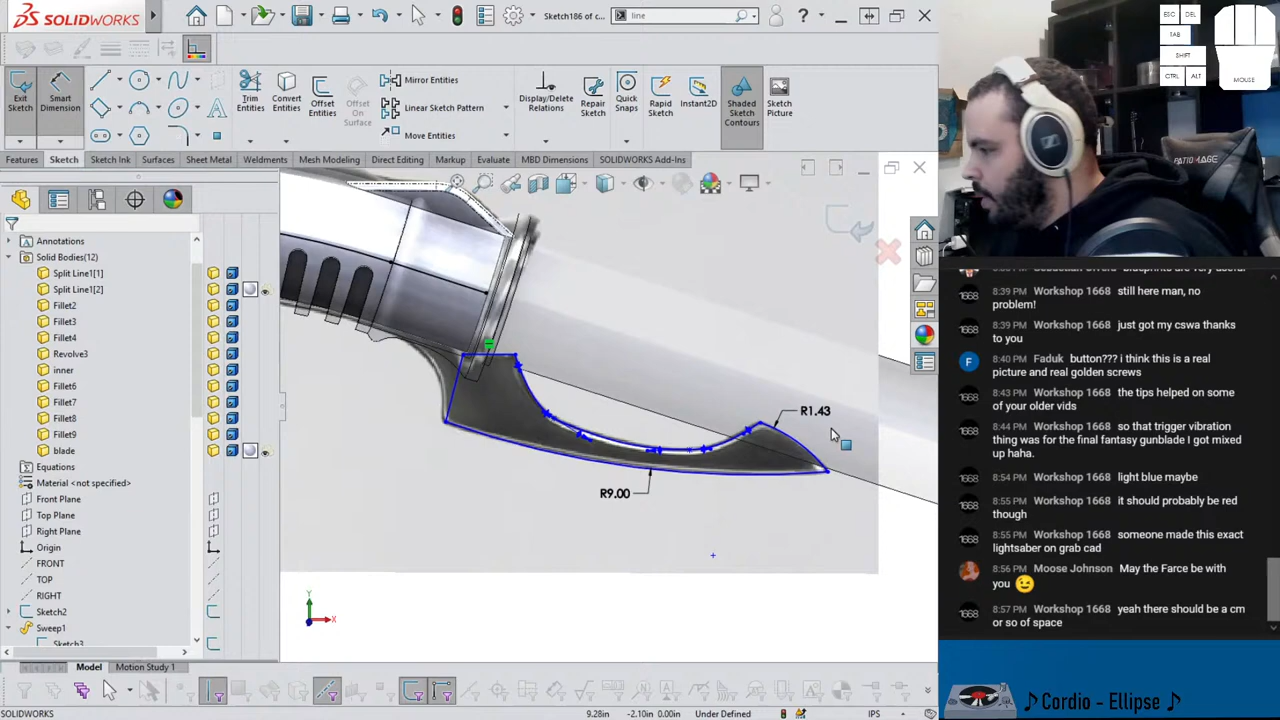 SOLIDWORKS
Sketch186 of c...
line
Exit Sketch
Smart Dimension
Trim Entities
Convert Entities
Offset Entities
Offset On Surface
Mirror Entities
Linear Sketch Pattern
Move Entities
Display/Delete Relations
Repair Sketch
Quick Snaps
Rapid Sketch
Instant2D
Shaded Sketch Contours
Sketch Picture
Features
Sketch
Sketch Ink
Surfaces
Sheet Metal
Weldments
Mesh Modeling
Direct Editing
Markup
Evaluate
MBD Dimensions
SOLIDWORKS Add-Ins
Annotations
Solid Bodies(12)
Split Line1[1]
Split Line1[2]
Fillet2
Fillet3
Fillet4
Revolve3
inner
Fillet6
Fillet7
Fillet8
Fillet9
blade
Equations
Material <not specified>
Front Plane
Top Plane
Right Plane
Origin
FRONT
TOP
RIGHT
Sketch2
Sweep1
Sketch3
R1.43
R9.00
Y
X
Model
Motion Study 1
SOLIDWORKS
9.28in
-2.10in
0.00in
Under Defined
IPS
ESC
DEL
TAB
SHIFT
CTRL
ALT
MOUSE
PATRIOT MAGE
8:39 PM Workshop 1668 still here man, no
problem!
8:39 PM Workshop 1668 just got my cswa thanks
to you
8:40 PM Faduk button??? i think this is a real
picture and real golden screws
8:43 PM Workshop 1668 the tips helped on some
of your older vids
8:44 PM Workshop 1668 so that trigger vibration
thing was for the final fantasy gunblade I got mixed
up haha.
8:54 PM Workshop 1668 light blue maybe
8:55 PM Workshop 1668 it should probably be red
though
8:55 PM Workshop 1668 someone made this exact
lightsaber on grab cad
8:56 PM Moose Johnson May the Farce be with
you 😉
8:57 PM Workshop 1668 yeah there should be a cm
or so of space
♪ Cordio - Ellipse ♪